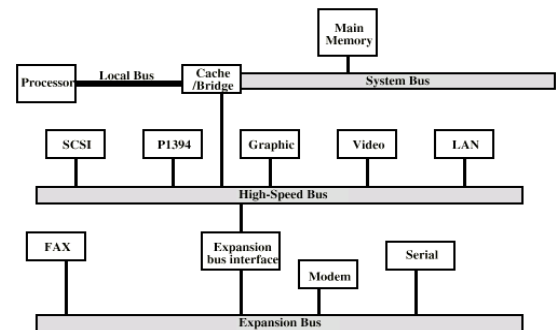 Main
Memory
Processor
Local Bus
Cache
/Bridge
System Bus
SCSI
P1394
Graphic
Video
LAN
High-Speed Bus
FAX
Expansion
bus interface
Modem
Serial
Expansion Bus